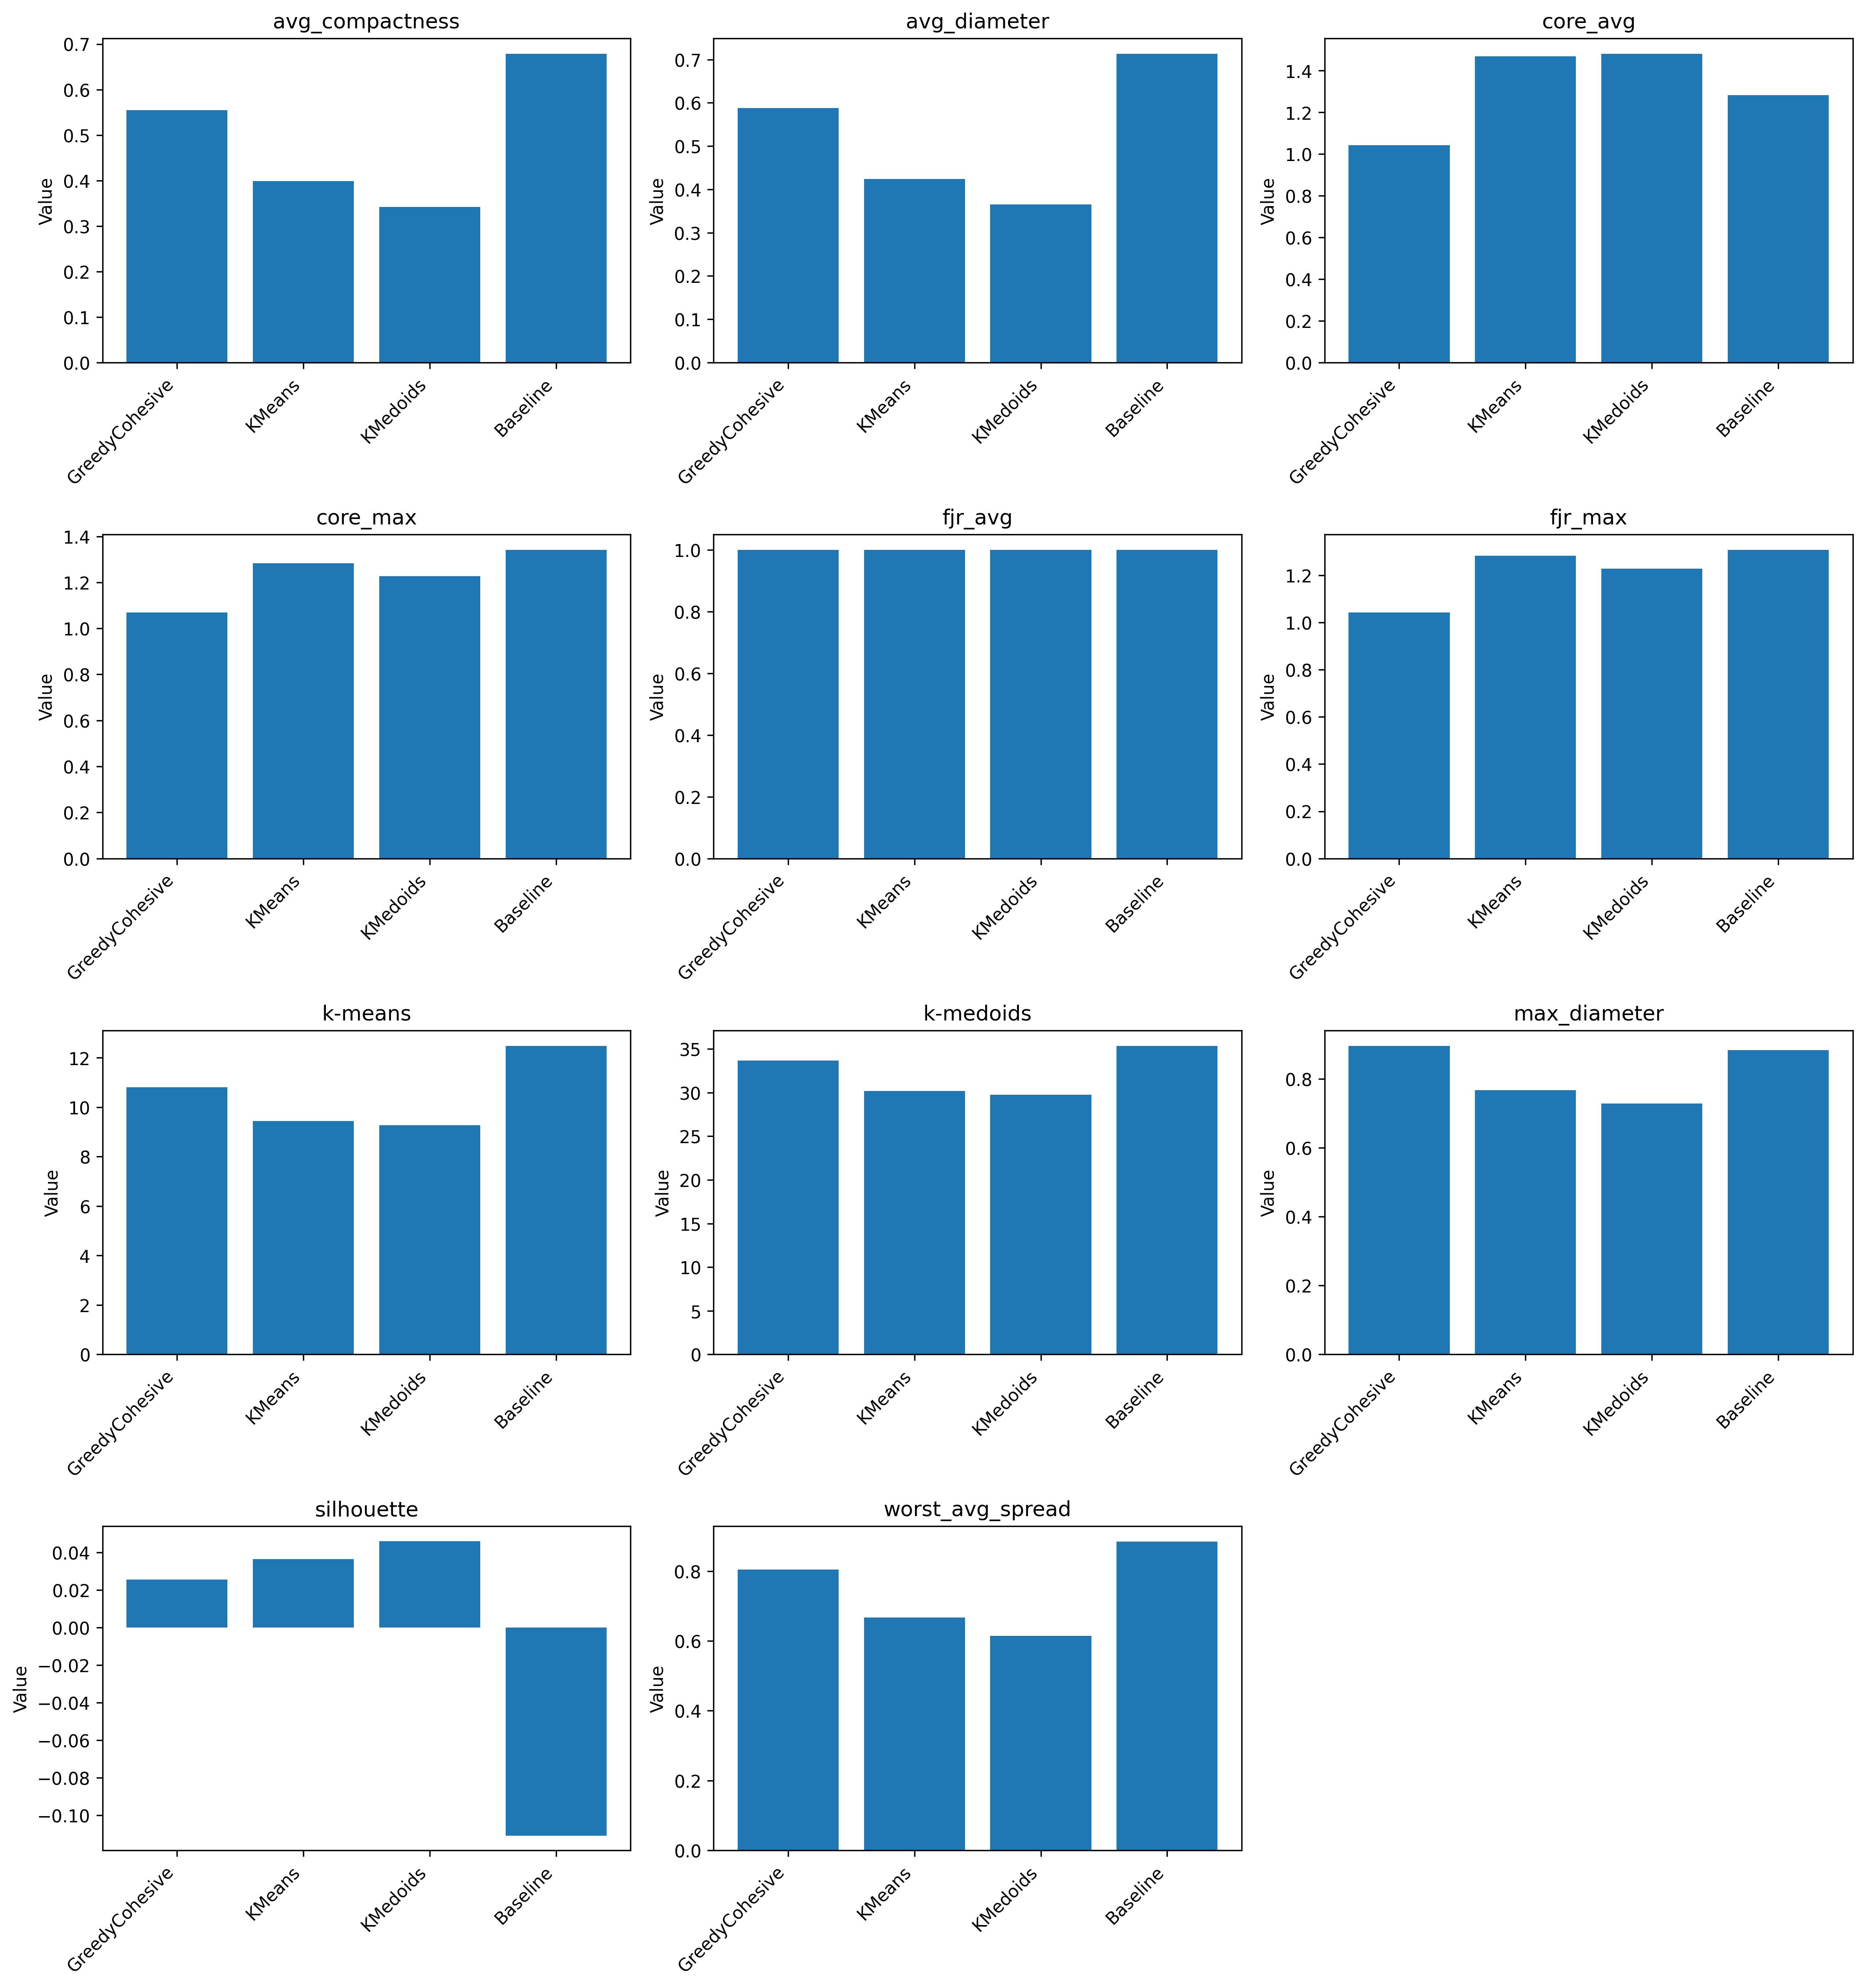 avg_compactness
Value
0.7
0.6
0.5
0.4
0.3
0.2
0.1
0.0
GreedyCohesive
KMeans
KMedoids
Baseline
avg_diameter
Value
0.7
0.6
0.5
0.4
0.3
0.2
0.1
0.0
GreedyCohesive
KMeans
KMedoids
Baseline
core_avg
Value
1.4
1.2
1.0
0.8
0.6
0.4
0.2
0.0
GreedyCohesive
KMeans
KMedoids
Baseline
core_max
Value
1.4
1.2
1.0
0.8
0.6
0.4
0.2
0.0
GreedyCohesive
KMeans
KMedoids
Baseline
fjr_avg
Value
1.0
0.8
0.6
0.4
0.2
0.0
GreedyCohesive
KMeans
KMedoids
Baseline
fjr_max
Value
1.2
1.0
0.8
0.6
0.4
0.2
0.0
GreedyCohesive
KMeans
KMedoids
Baseline
k-means
Value
12
10
8
6
4
2
0
GreedyCohesive
KMeans
KMedoids
Baseline
k-medoids
Value
35
30
25
20
15
10
5
0
GreedyCohesive
KMeans
KMedoids
Baseline
max_diameter
Value
0.8
0.6
0.4
0.2
0.0
GreedyCohesive
KMeans
KMedoids
Baseline
silhouette
Value
0.04
0.02
0.00
−0.02
−0.04
−0.06
−0.08
−0.10
GreedyCohesive
KMeans
KMedoids
Baseline
worst_avg_spread
Value
0.8
0.6
0.4
0.2
0.0
GreedyCohesive
KMeans
KMedoids
Baseline